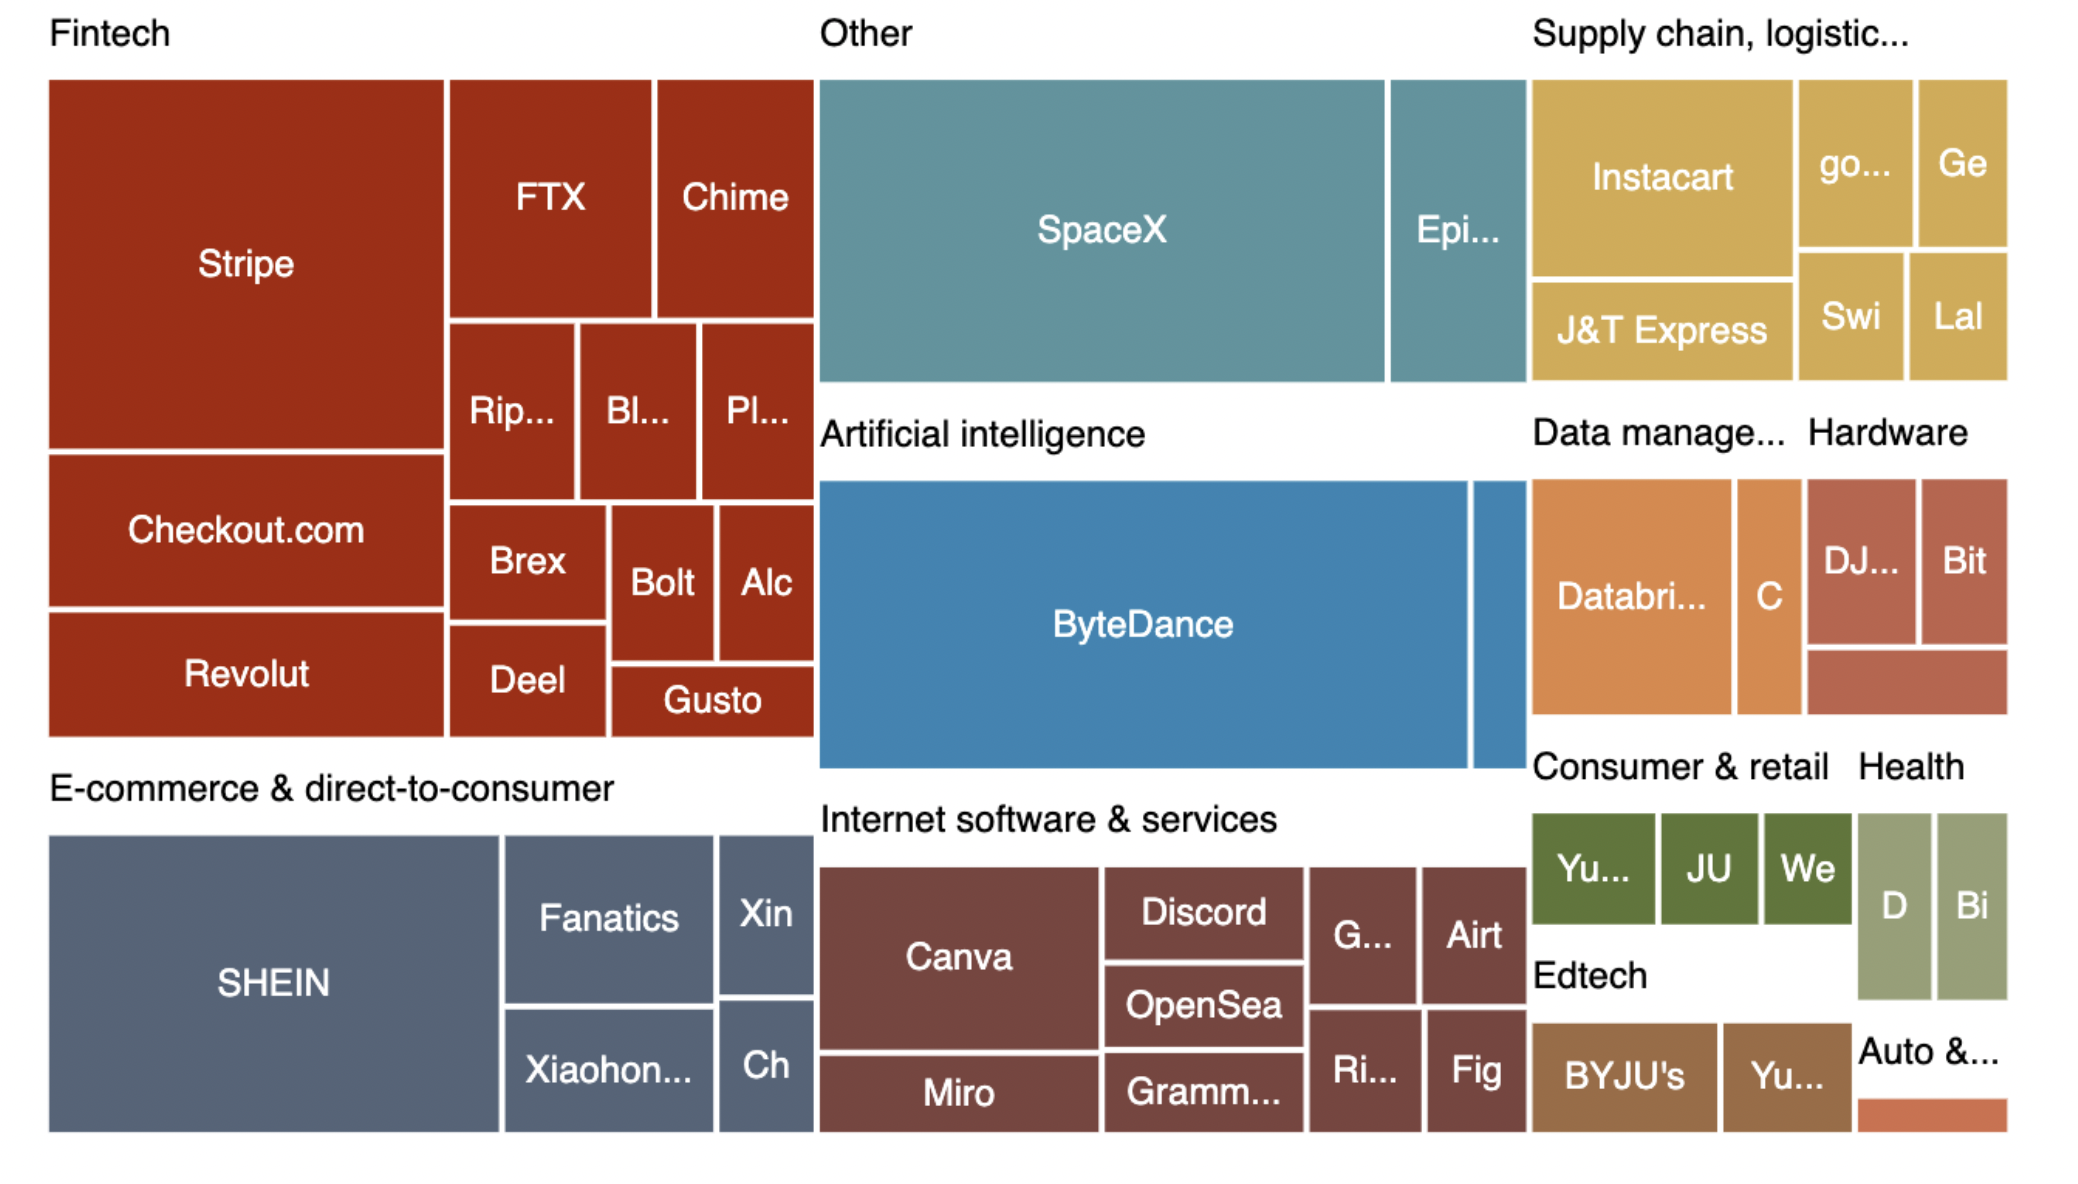 Fintech
Stripe
FTX
Chime
Rip...
Bl...
Pl...
Checkout.com
Brex
Bolt
Alc
Revolut
Deel
Gusto
E-commerce & direct-to-consumer
SHEIN
Fanatics
Xin
Xiaohon...
Ch
Other
SpaceX
Epi...
Artificial intelligence
ByteDance
Internet software & services
Canva
Discord
G...
Airt
OpenSea
Miro
Gramm...
Ri...
Fig
Supply chain, logistic...
Instacart
go...
Ge
J&T Express
Swi
Lal
Data manage...
Databri...
C
Hardware
DJ...
Bit
Consumer & retail
Yu...
JU
We
Health
D
Bi
Edtech
BYJU's
Yu...
Auto &...